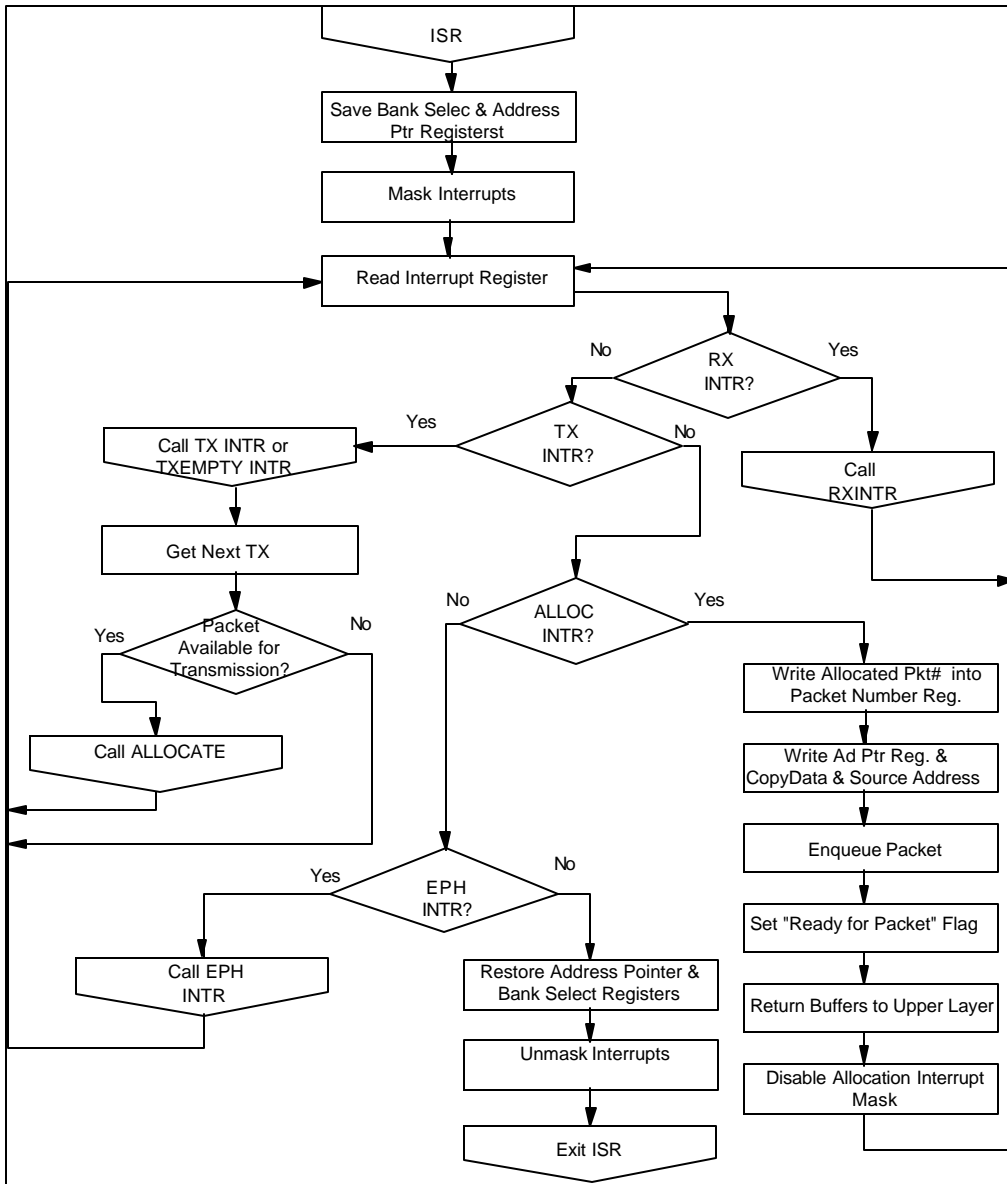 ISR
Save Bank Selec & Address
Ptr Registerst
Mask Interrupts
Read Interrupt Register
No
RX
INTR?
Yes
Yes
TX
INTR?
No
Call TX INTR or
TXEMPTY INTR
Call
RXINTR
Get Next TX
No
ALLOC
INTR?
Yes
Yes
Packet
Available for
Transmission?
No
Write Allocated Pkt# into
Packet Number Reg.
Call ALLOCATE
Write Ad Ptr Reg. &
CopyData & Source Address
Enqueue Packet
Yes
EPH
INTR?
No
Set "Ready for Packet" Flag
Call EPH
INTR
Restore Address Pointer &
Bank Select Registers
Return Buffers to Upper Layer
Unmask Interrupts
Disable Allocation Interrupt
Mask
Exit ISR